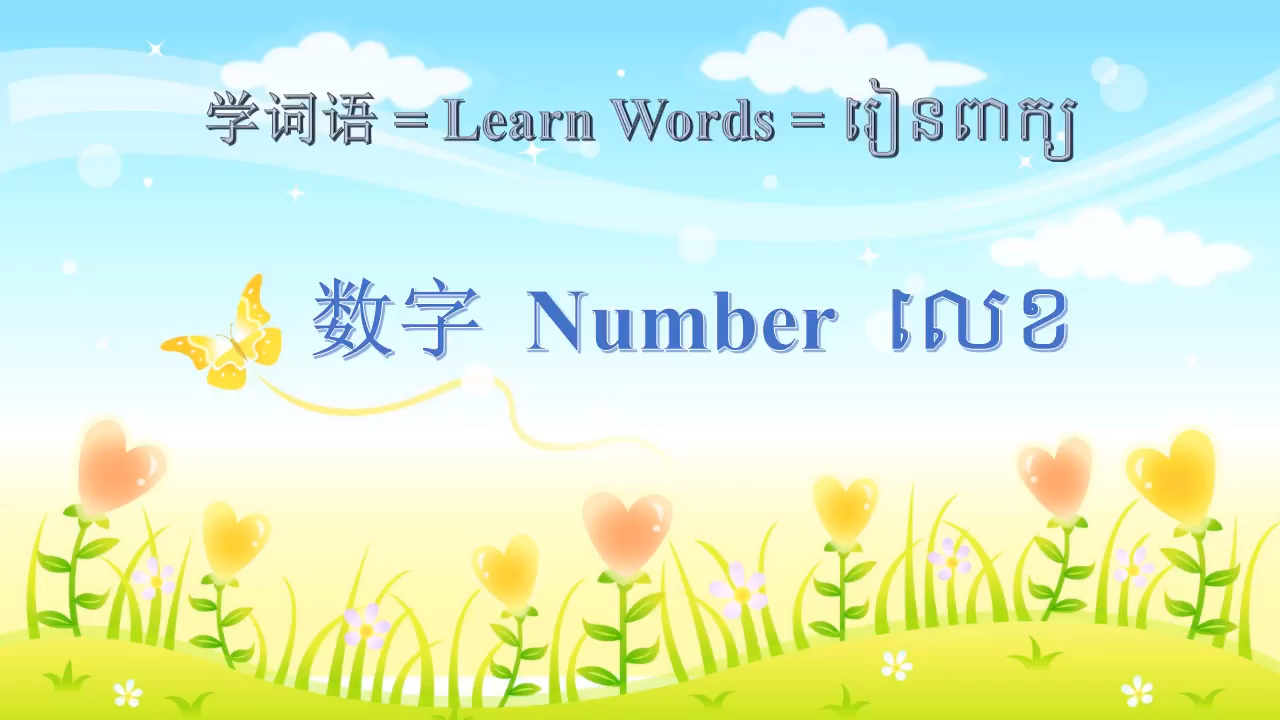 学词语 = Learn Words = រៀនពាក្យ
数字 Number លេខ